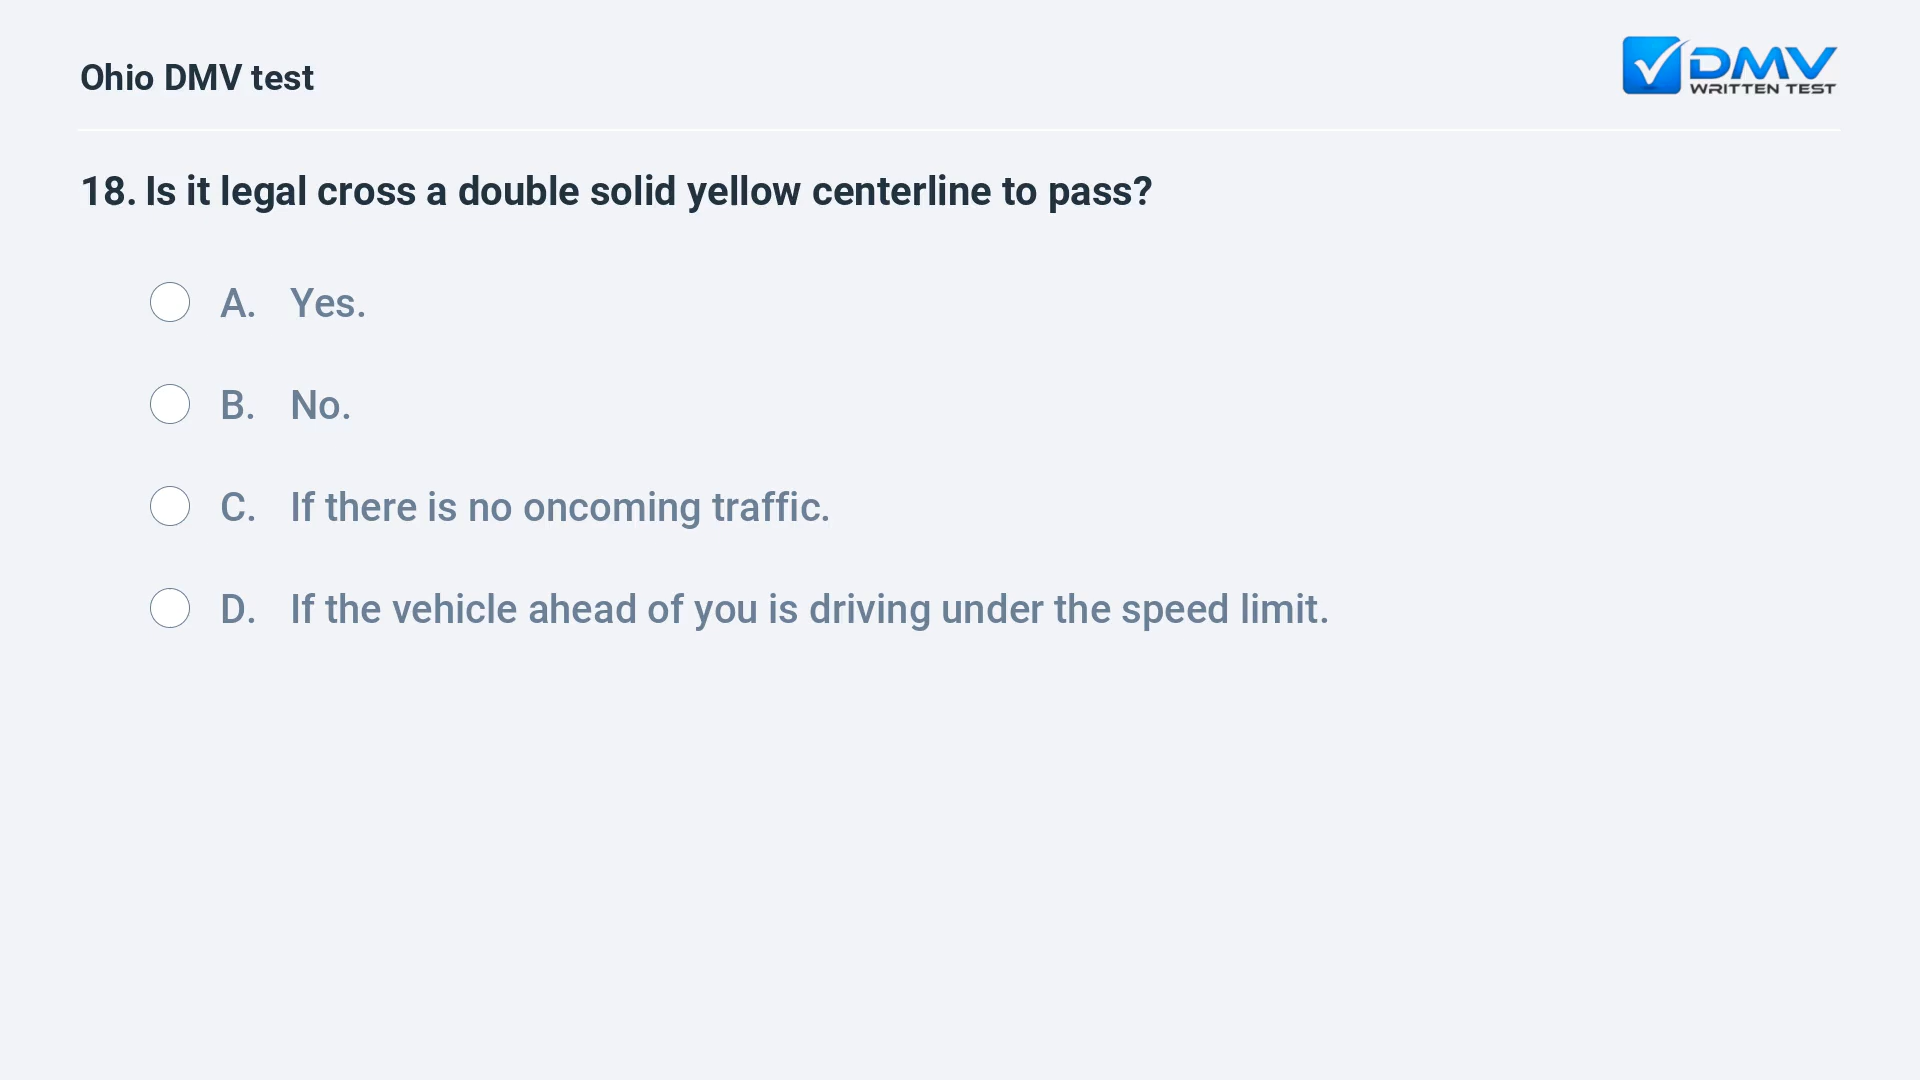 Ohio DMV test
DMV
WRITTEN TEST
18. Is it legal cross a double solid yellow centerline to pass?
A. Yes.
B. No.
C. If there is no oncoming traffic.
D. If the vehicle ahead of you is driving under the speed limit.